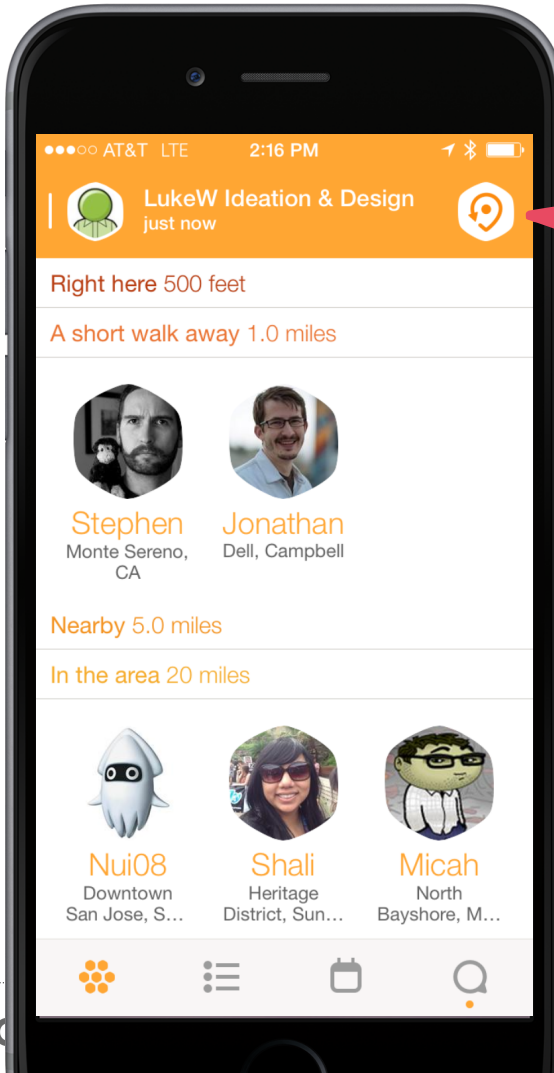 AT&T LTE 2:16 PM
LukeW Ideation & Design
just now
Right here 500 feet
A short walk away 1.0 miles
Stephen
Monte Sereno,
CA
Jonathan
Dell, Campbell
Nearby 5.0 miles
In the area 20 miles
Nui08
Downtown
San Jose, S...
Shali
Heritage
District, Sun...
Micah
North
Bayshore, M...